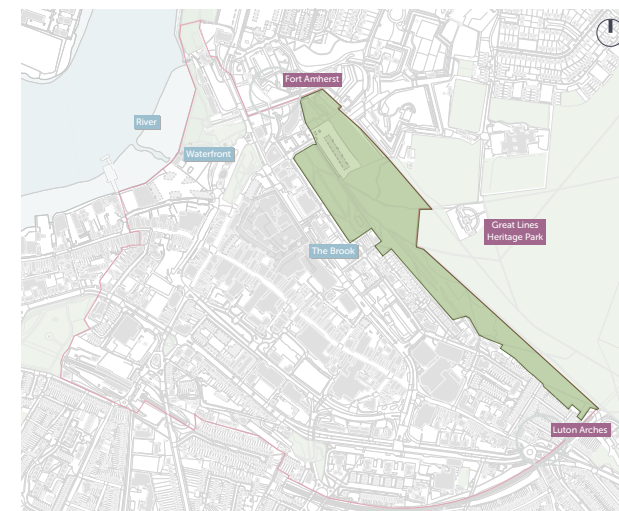 Fort Amherst
River
Waterfront
Great Lines
Heritage Park
The Brook
Luton Arches